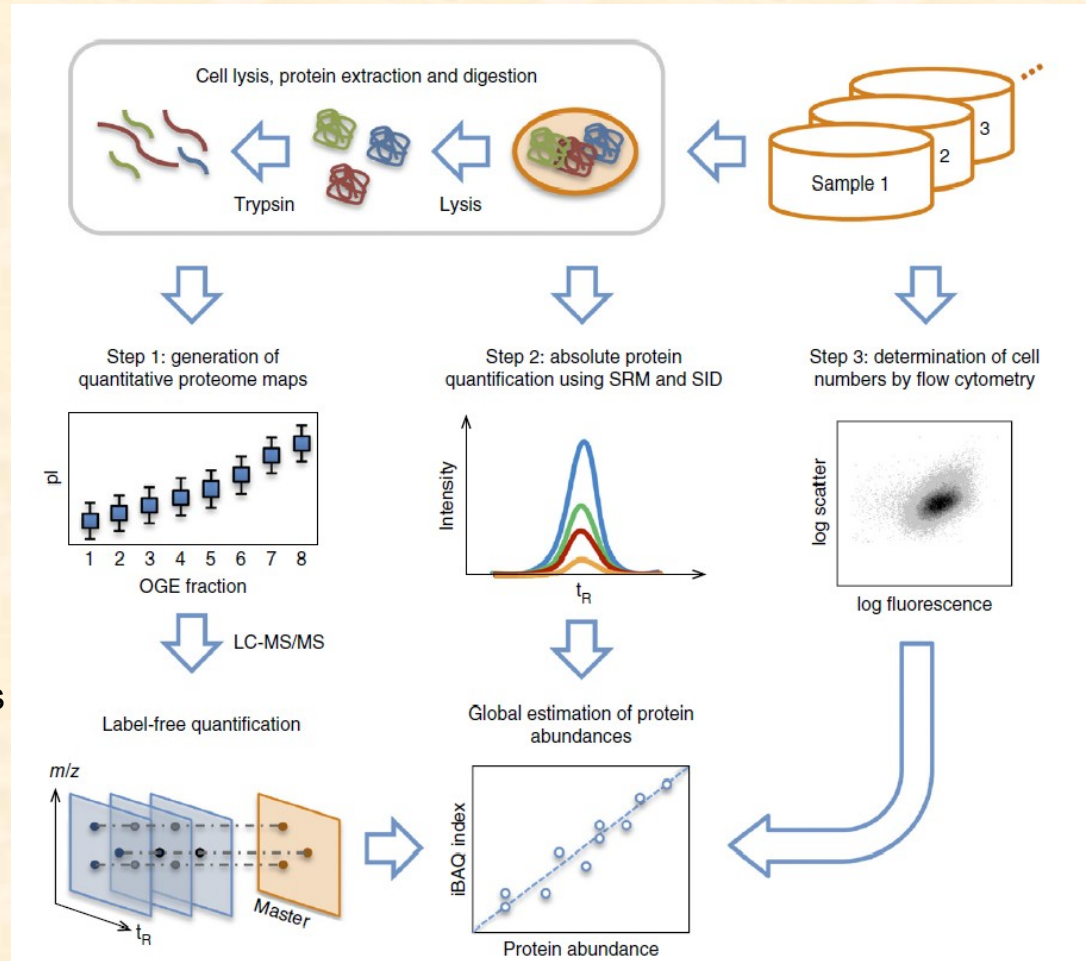 Cell lysis, protein extraction and digestion
Trypsin
Lysis
Sample 1
2
3
Step 1: generation of
quantitative proteome maps
pI
1 2 3 4 5 6 7 8
OGE fraction
LC-MS/MS
Step 2: absolute protein
quantification using SRM and SID
Intensity
tR
Step 3: determination of cell
numbers by flow cytometry
log scatter
log fluorescence
s
Label-free quantification
m/z
tR
Master
Global estimation of protein
abundances
iBAQ index
Protein abundance